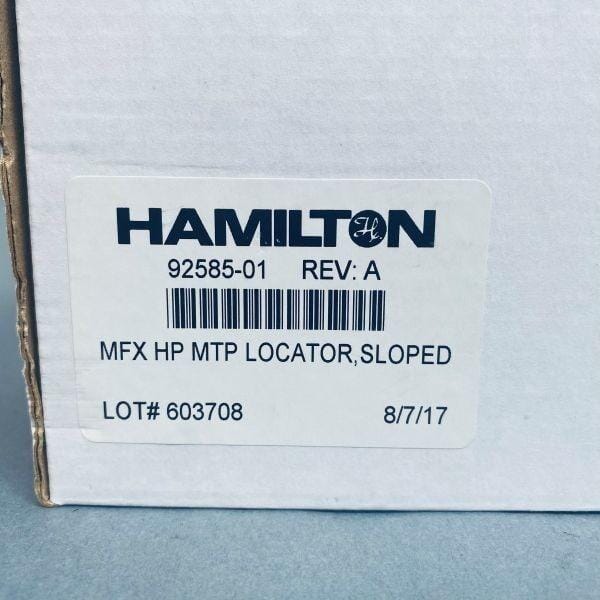 HAMILTON
92585-01 REV: A
MFX HP MTP LOCATOR,SLOPED
LOT# 603708 8/7/17